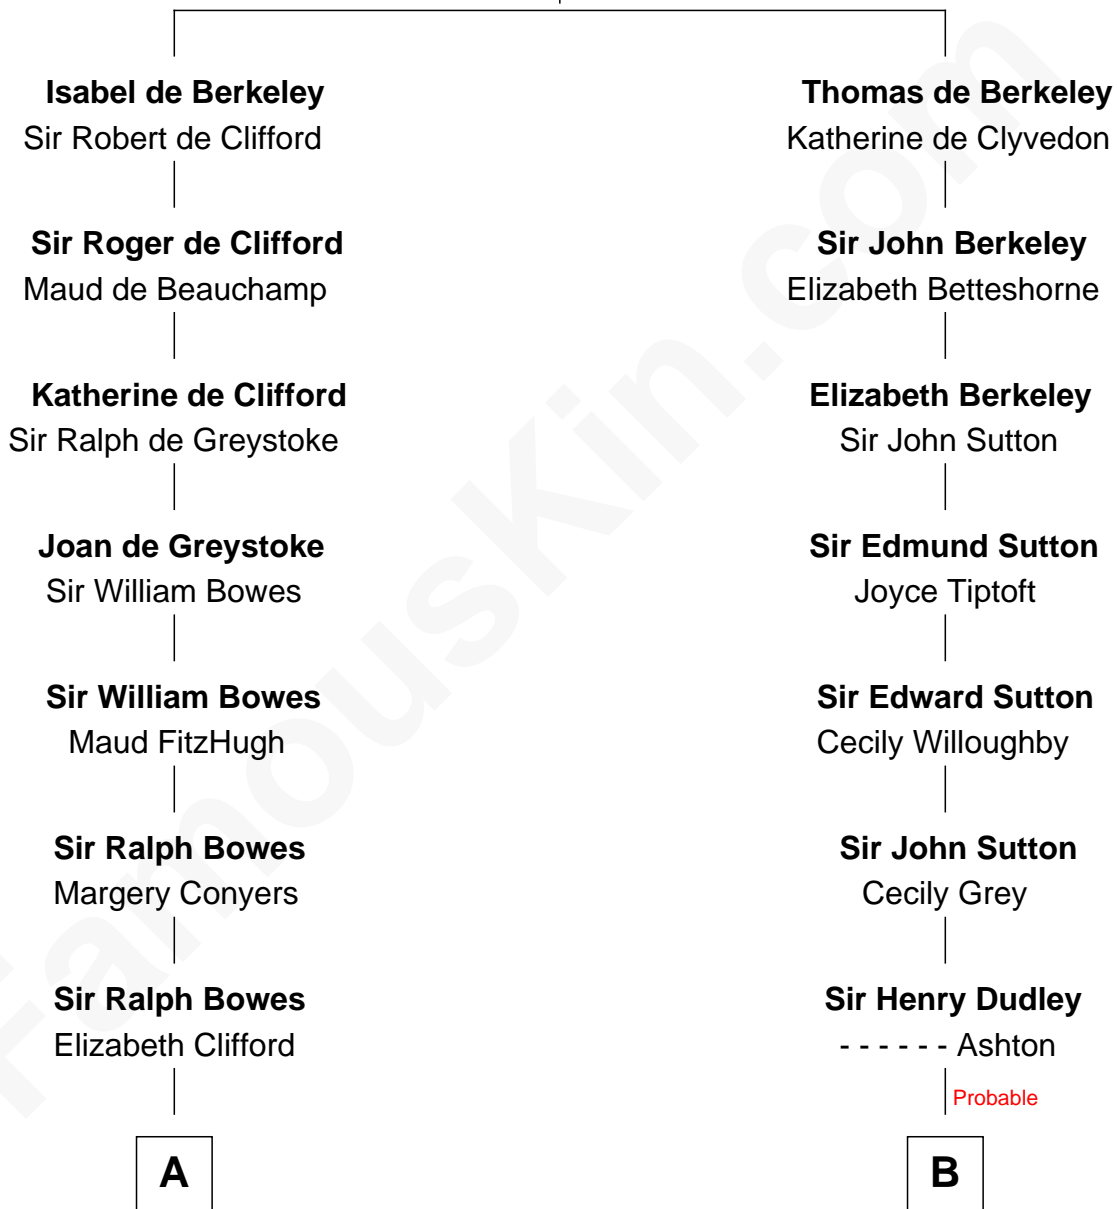 Isabel de Berkeley
Sir Robert de Clifford
Sir Roger de Clifford
Maud de Beauchamp
Katherine de Clifford
Sir Ralph de Greystoke
Joan de Greystoke
Sir William Bowes
Sir William Bowes
Maud FitzHugh
Sir Ralph Bowes
Margery Conyers
Sir Ralph Bowes
Elizabeth Clifford
A
Thomas de Berkeley
Katherine de Clyvedon
Sir John Berkeley
Elizabeth Betteshorne
Elizabeth Berkeley
Sir John Sutton
Sir Edmund Sutton
Joyce Tiptoft
Sir Edward Sutton
Cecily Willoughby
Sir John Sutton
Cecily Grey
Sir Henry Dudley
- - - - - - Ashton
Probable
B
FamousKin.com